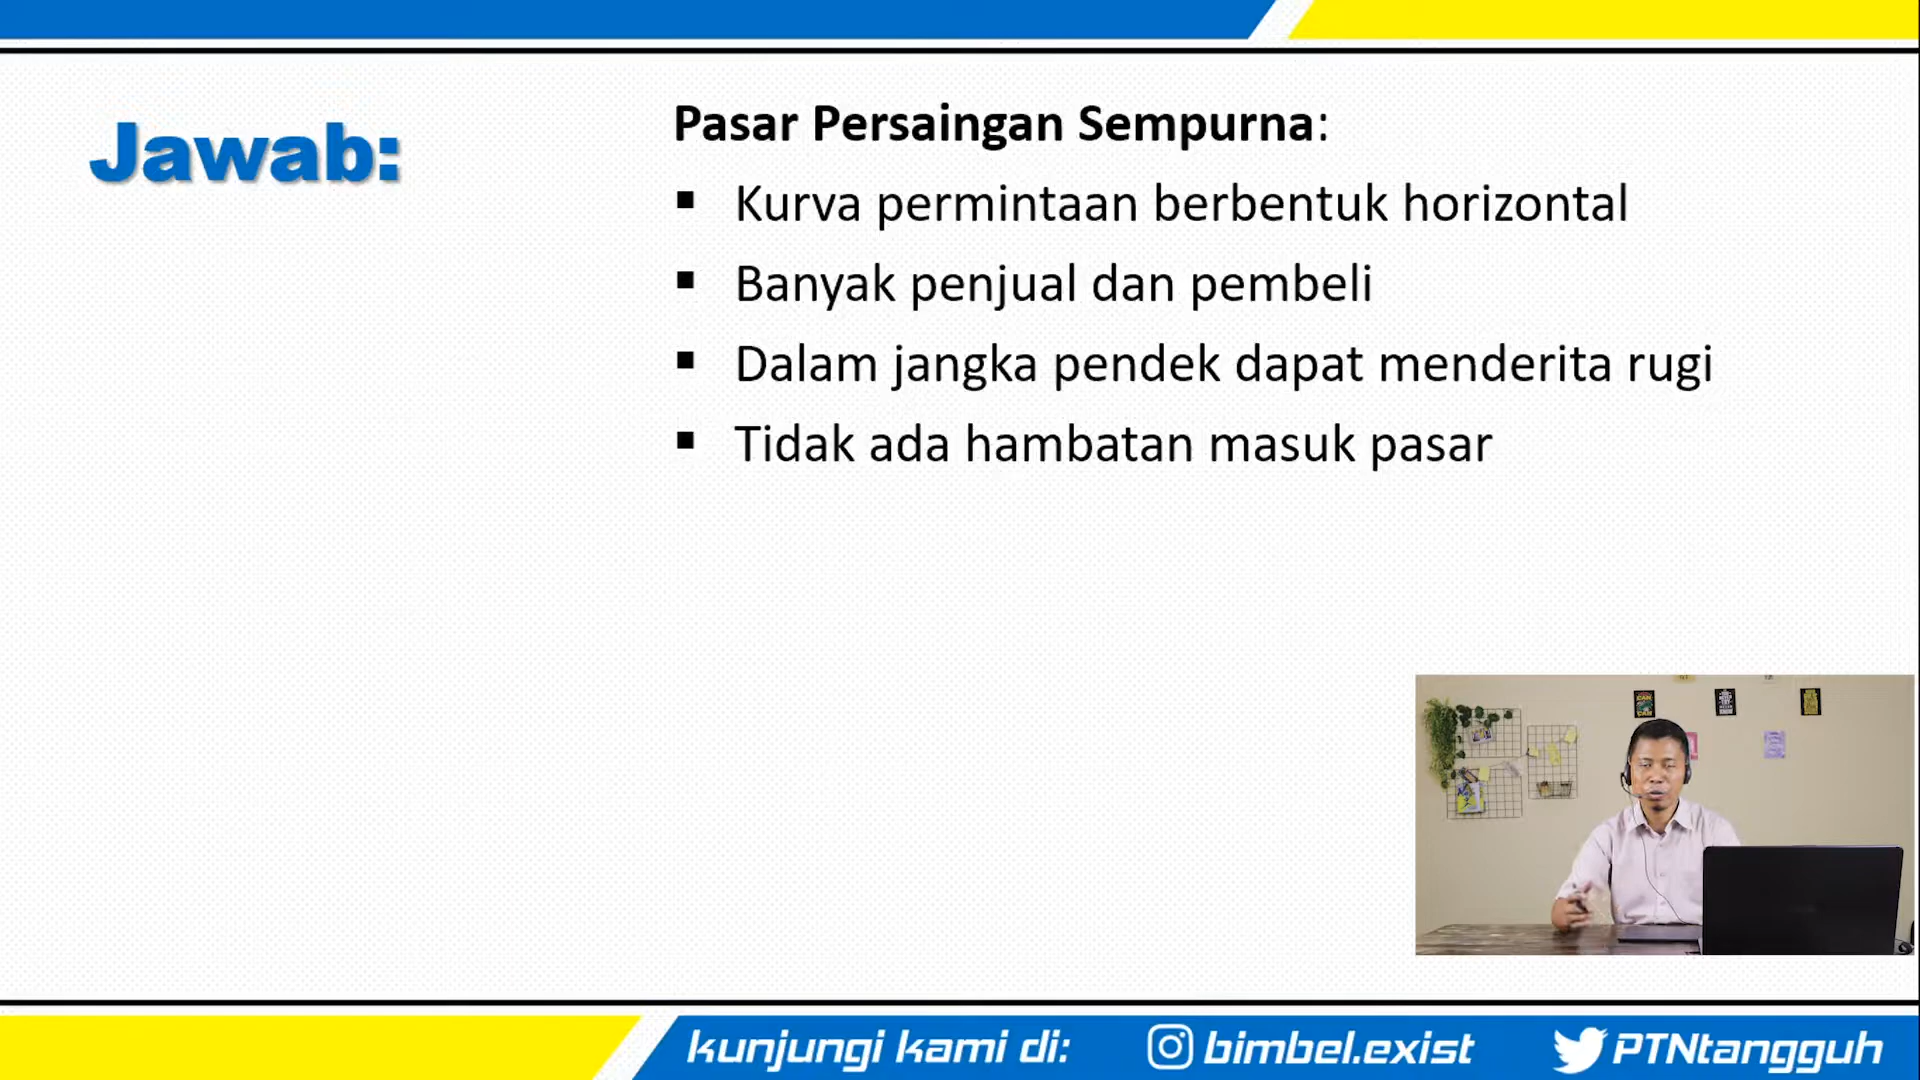 Jawab:
Pasar Persaingan Sempurna:
▪ Kurva permintaan berbentuk horizontal
▪ Banyak penjual dan pembeli
▪ Dalam jangka pendek dapat menderita rugi
▪ Tidak ada hambatan masuk pasar
kunjungi kami di: bimbel.exist PTNtangguh